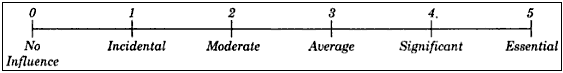 0 1 2 3 4. 5
No Incidental Moderate Average Significant Essential
Influence